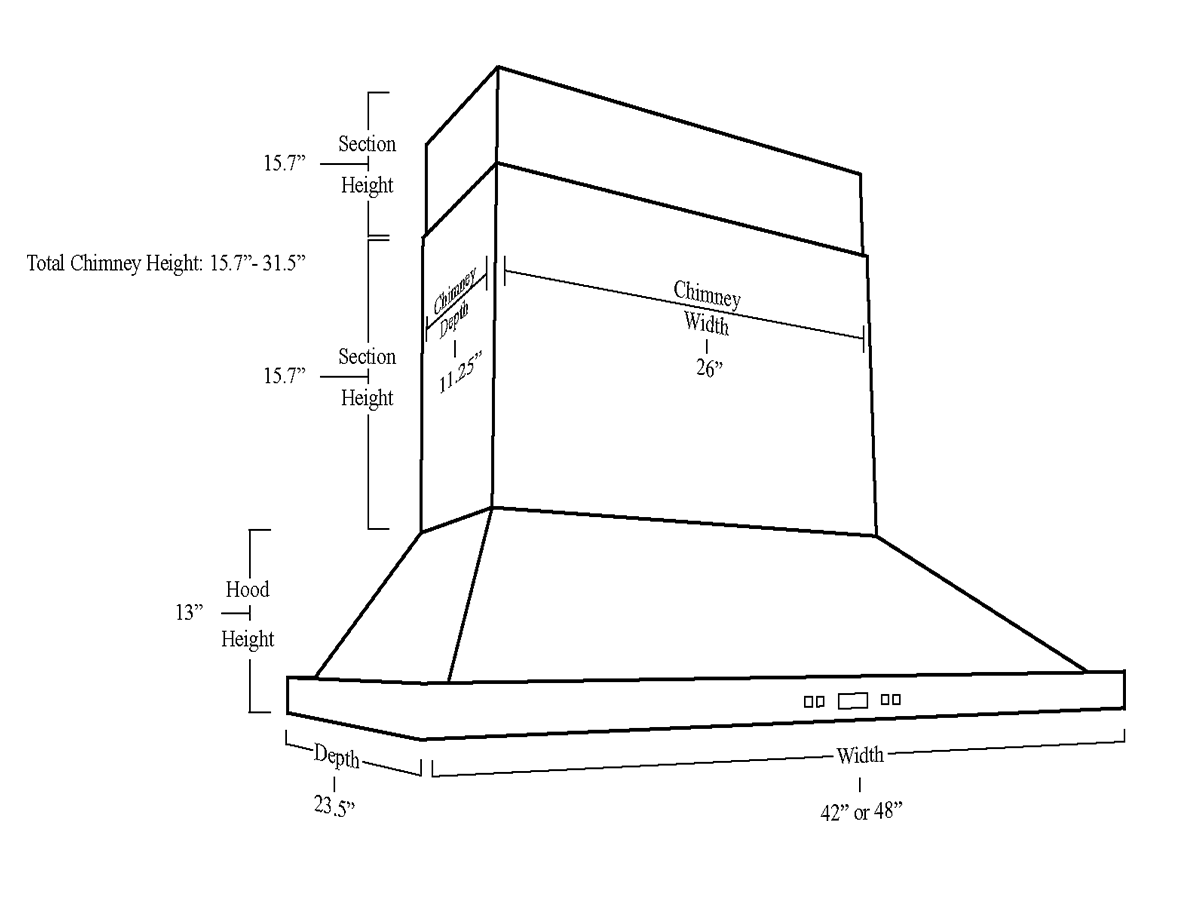 Section
15.7”
Height
Total Chimney Height: 15.7”- 31.5”
Chimney
Depth
11.25”
Chimney
Width
26”
Section
15.7”
Height
Hood
13”
Height
Depth
23.5”
Width
42” or 48”